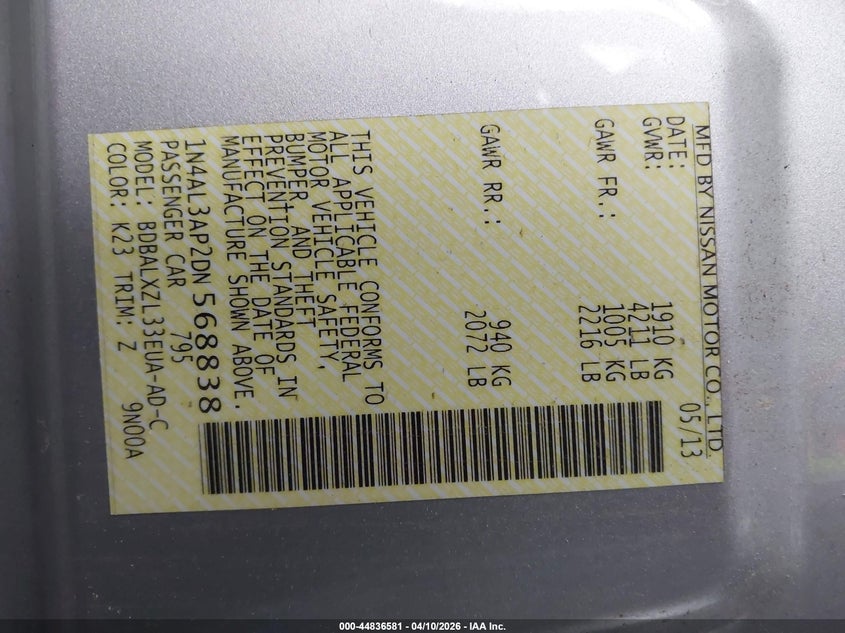 MFD BY NISSAN MOTOR CO., LTD
DATE: 05/13
GVWR: 1910 KG
4211 LB
GAWR FR.: 1005 KG
2216 LB
GAWR RR.: 940 KG
2072 LB
THIS VEHICLE CONFORMS TO
ALL APPLICABLE FEDERAL
MOTOR VEHICLE SAFETY,
BUMPER, AND THEFT
PREVENTION STANDARDS IN
EFFECT ON THE DATE OF
MANUFACTURE SHOWN ABOVE.
1N4AL3AP2DN568838
PASSENGER CAR 795
MODEL: BDBALXZL33EUA-AD-C
COLOR: K23 TRIM: Z 9N00A
000-44836581 - 04/10/2026 - IAA Inc.